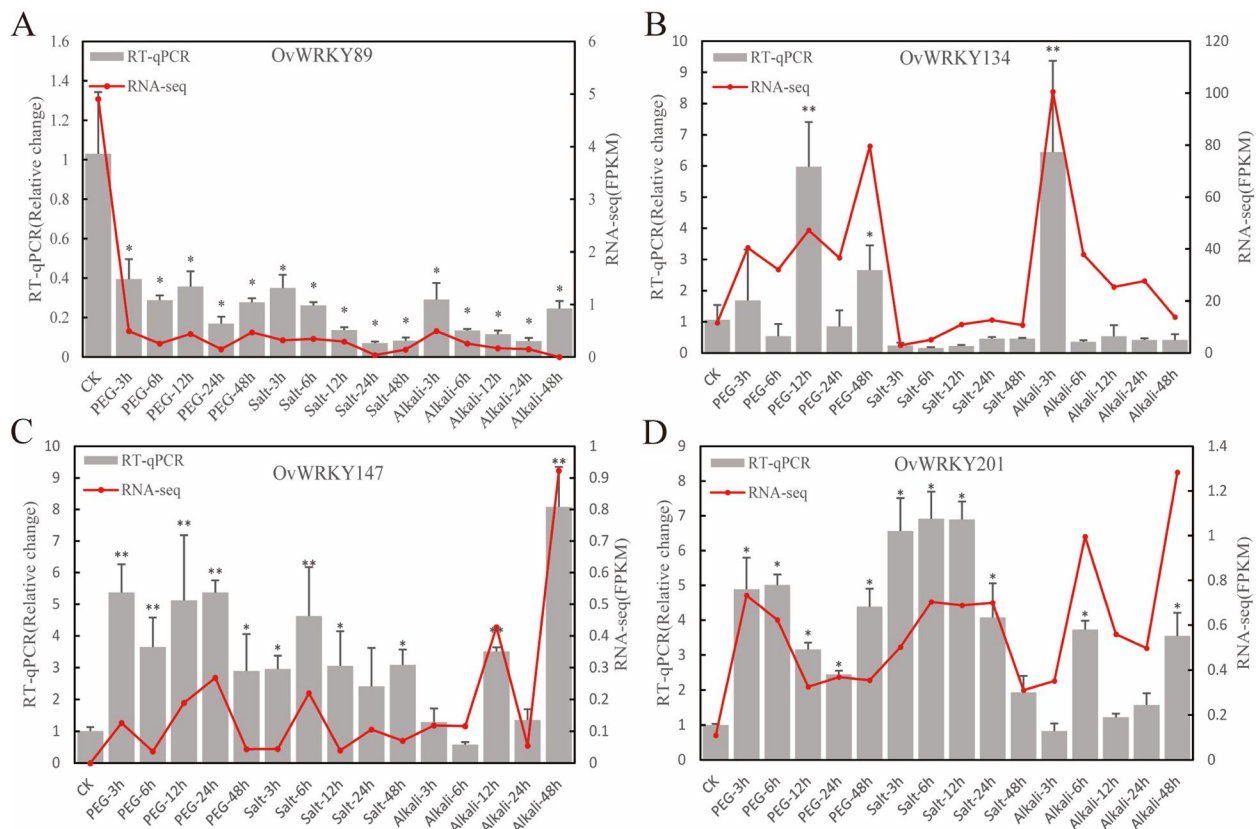 A
OvWRKY89
RT-qPCR
RNA-seq
RT-qPCR(Relative change)
1.6
1.4
1.2
1
0.8
0.6
0.4
0.2
0
6
5
4
3
2
1
0
RNA-seq(FPKM)
* * * * * * * * * * * * * * *
CK PEG-3h PEG-6h PEG-12h PEG-24h PEG-48h Salt-3h Salt-6h Salt-12h Salt-24h Salt-48h Alkali-3h Alkali-6h Alkali-12h Alkali-24h Alkali-48h
B
OvWRKY134
RT-qPCR
RNA-seq
RT-qPCR(Relative change)
10
9
8
7
6
5
4
3
2
1
0
120
100
80
60
40
20
0
RNA-seq(FPKM)
** * **
CK PEG-3h PEG-6h PEG-12h PEG-24h PEG-48h Salt-3h Salt-6h Salt-12h Salt-24h Salt-48h Alkali-3h Alkali-6h Alkali-12h Alkali-24h Alkali-48h
C
OvWRKY147
RT-qPCR
RNA-seq
RT-qPCR(Relative change)
10
9
8
7
6
5
4
3
2
1
0
1
0.9
0.8
0.7
0.6
0.5
0.4
0.3
0.2
0.1
0
RNA-seq(FPKM)
** ** ** ** * * ** * * ** **
CK PEG-3h PEG-6h PEG-12h PEG-24h PEG-48h Salt-3h Salt-6h Salt-12h Salt-24h Salt-48h Alkali-3h Alkali-6h Alkali-12h Alkali-24h Alkali-48h
D
OvWRKY201
RT-qPCR
RNA-seq
RT-qPCR(Relative change)
9
8
7
6
5
4
3
2
1
0
1.4
1.2
1
0.8
0.6
0.4
0.2
0
RNA-seq(FPKM)
* * * * * * * * * * *
CK PEG-3h PEG-6h PEG-12h PEG-24h PEG-48h Salt-3h Salt-6h Salt-12h Salt-24h Salt-48h Alkali-3h Alkali-6h Alkali-12h Alkali-24h Alkali-48h